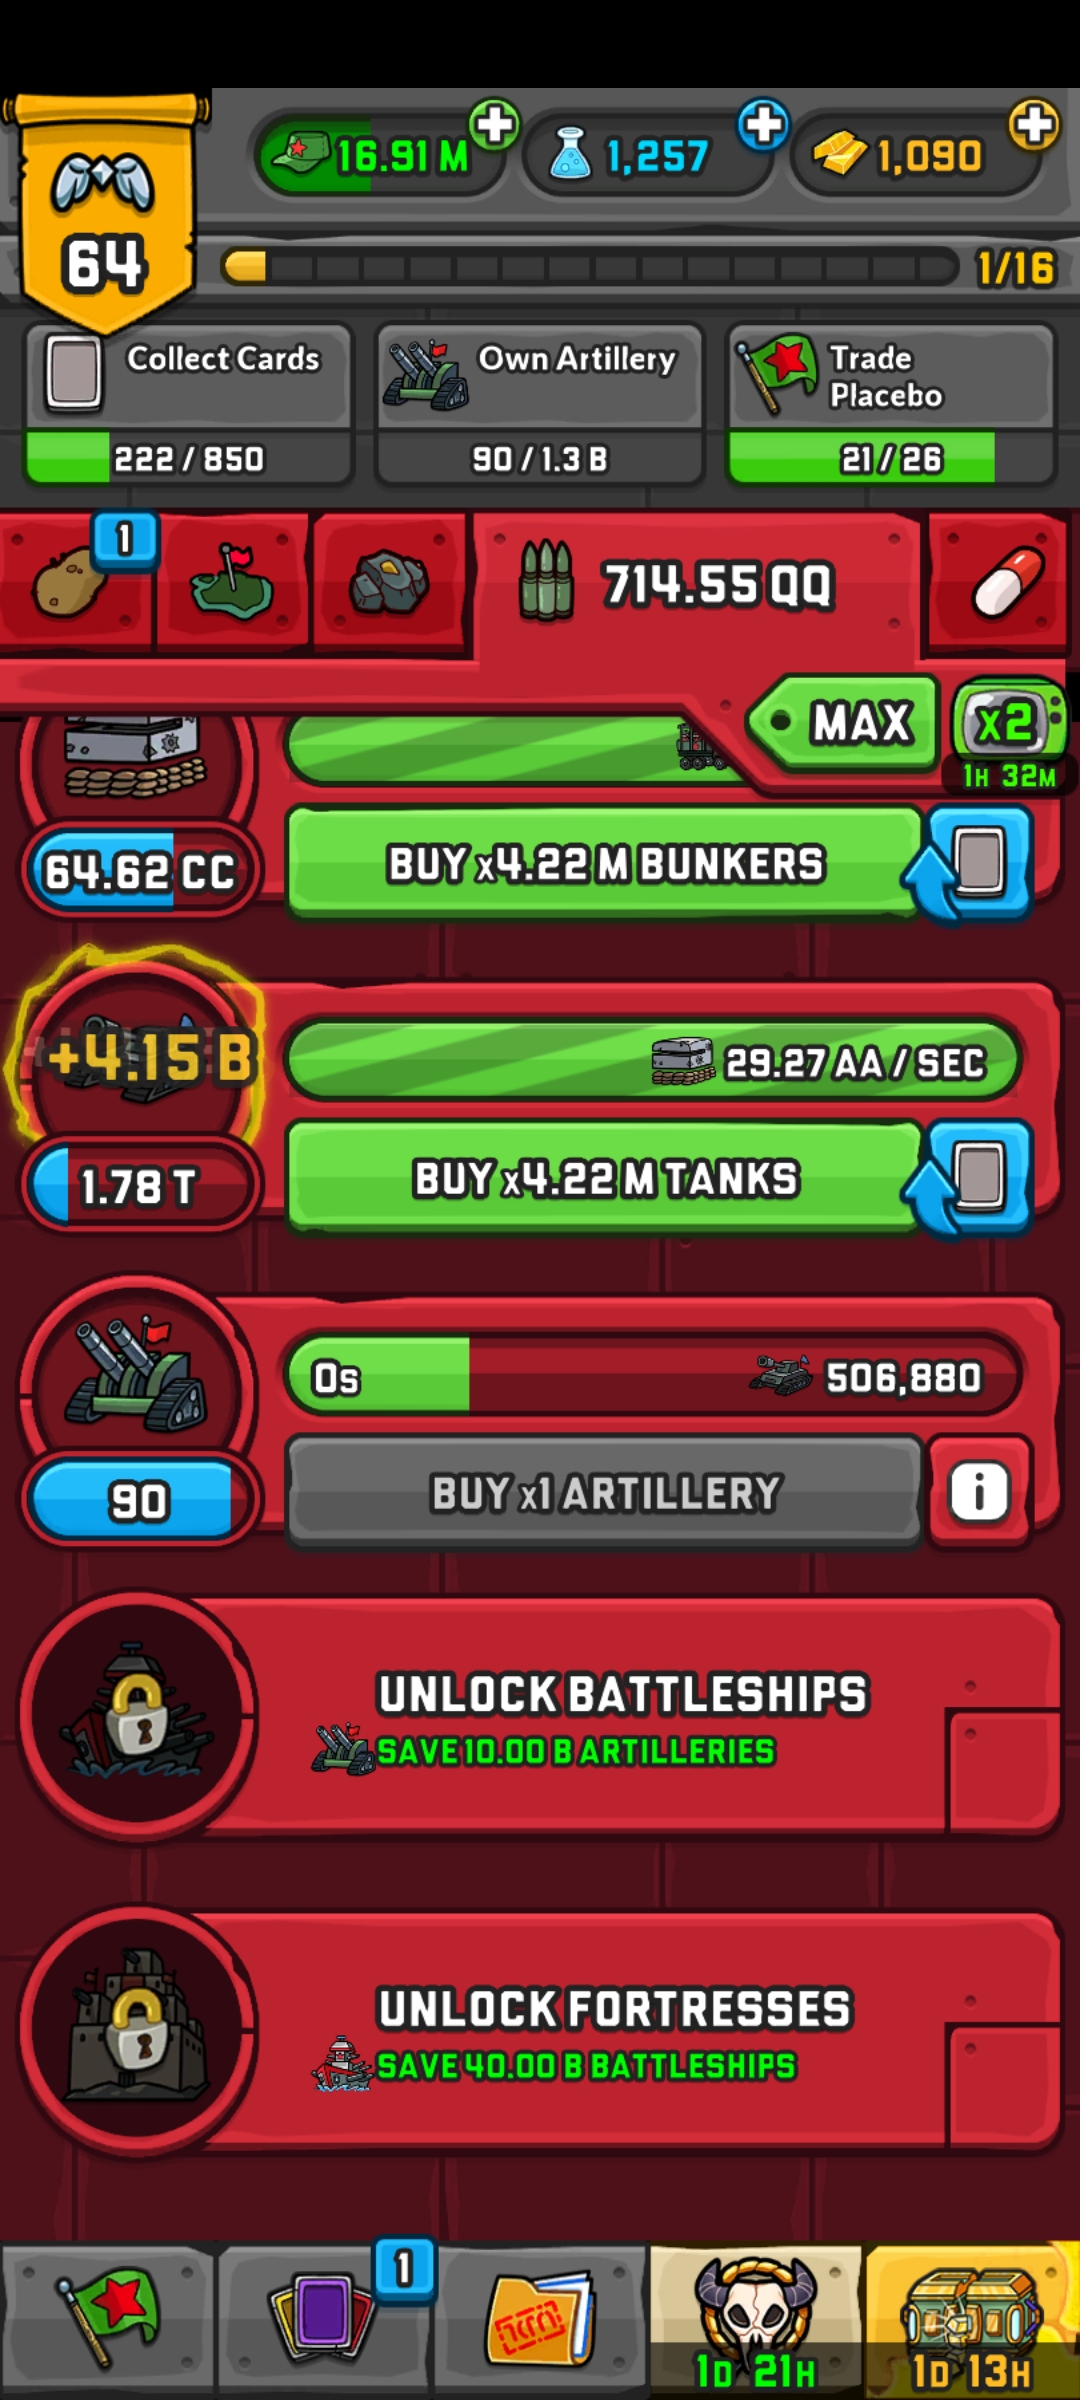 16.91 M
1,257
1,090
64
1/16
Collect Cards
222 / 850
Own Artillery
90 / 1.3 B
Trade
Placebo
21 / 26
1
714.55 QQ
MAX
x2
1H 32M
64.62 CC
BUY x4.22 M BUNKERS
+4.15 B
29.27 AA / SEC
1.78 T
BUY x4.22 M TANKS
0s
506,880
90
BUY x1 ARTILLERY
i
UNLOCK BATTLESHIPS
SAVE 10.00 B ARTILLERIES
UNLOCK FORTRESSES
SAVE 40.00 B BATTLESHIPS
1
1D 21H
1D 13H